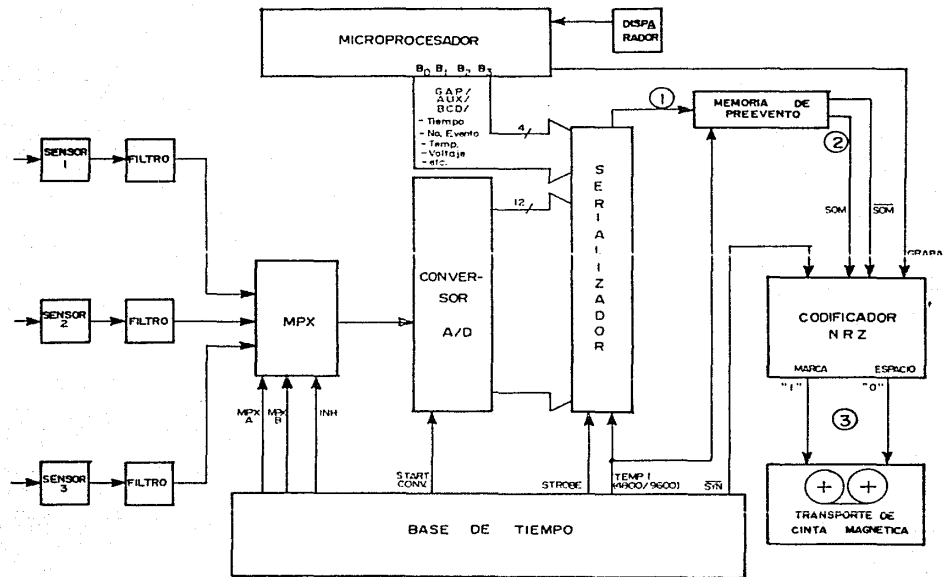 MICROPROCESADOR
B0 B1 B2 B3
DISPA
RADOR
GAP/
AUX/
BCD/
- Tiempo
- No. Evento
- Temp.
- Voltaje
- etc.
4
12
SENSOR
1
FILTRO
SENSOR
2
FILTRO
SENSOR
3
FILTRO
MPX
MPX
A
MPX
B
INH
CONVER-
SOR
A/D
START
CONV.
SERIALIZADOR
STROBE
TEMP 1
(4800/9600)
SYN
1
MEMORIA DE
PREEVENTO
2
SOM
SOM
GRABA
CODIFICADOR
NRZ
MARCA
ESPACIO
"1"
"0"
3
TRANSPORTE DE
CINTA MAGNETICA
BASE DE TIEMPO